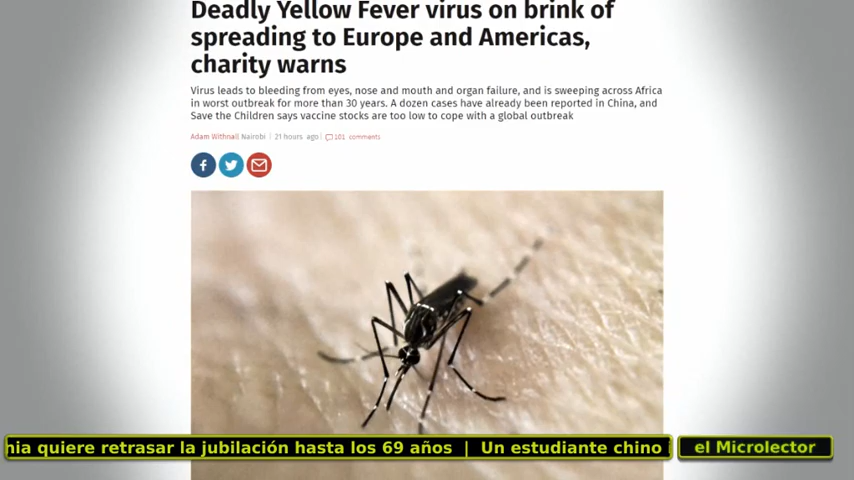 Deadly Yellow Fever virus on brink of
spreading to Europe and Americas,
charity warns
Virus leads to bleeding from eyes, nose and mouth and organ failure, and is sweeping across Africa
in worst outbreak for more than 30 years. A dozen cases have already been reported in China, and
Save the Children says vaccine stocks are too low to cope with a global outbreak
Adam Withnall Nairobi | 21 hours ago | 101 comments
nia quiere retrasar la jubilación hasta los 69 años | Un estudiante chino
el Microlector